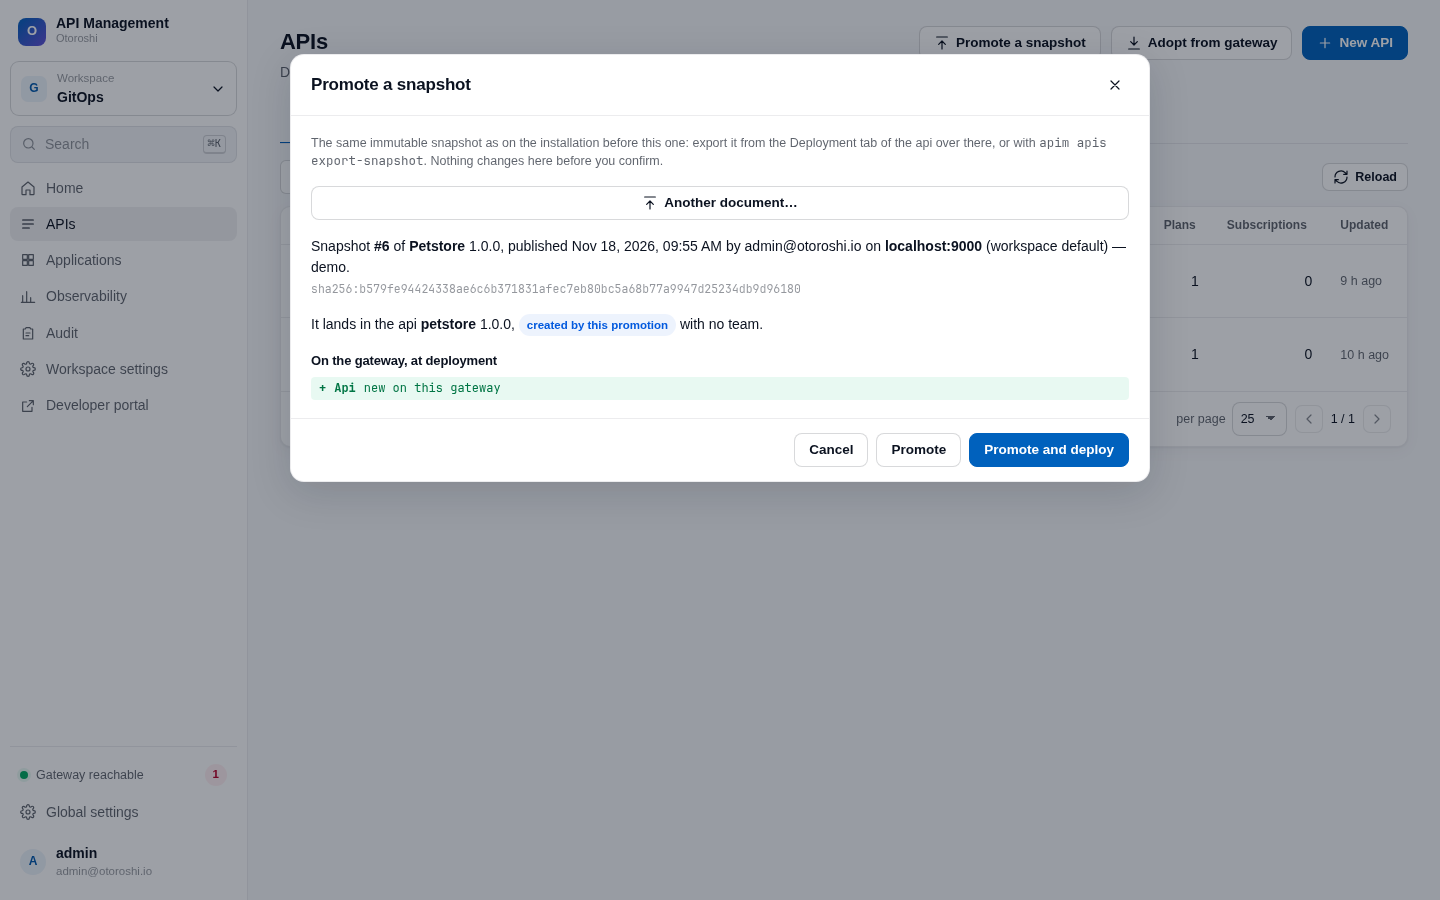 O
API Management
Otoroshi
G
Workspace
GitOps
Search
⌘K
Home
APIs
Applications
Observability
Audit
Workspace settings
Developer portal
Gateway reachable
1
Global settings
A
admin
admin@otoroshi.io
APIs
Promote a snapshot
Adopt from gateway
New API
D
Reload
Plans
Subscriptions
Updated
1
0
9 h ago
1
0
10 h ago
per page
25
1 / 1
Promote a snapshot
The same immutable snapshot as on the installation before this one: export it from the Deployment tab of the api over there, or with apim apis
export-snapshot. Nothing changes here before you confirm.
Another document…
Snapshot #6 of Petstore 1.0.0, published Nov 18, 2026, 09:55 AM by admin@otoroshi.io on localhost:9000 (workspace default) —
demo.
sha256:b579fe94424338ae6c6b371831afec7eb80bc5a68b77a9947d25234db9d96180
It lands in the api petstore 1.0.0, created by this promotion with no team.
On the gateway, at deployment
+ Api new on this gateway
Cancel
Promote
Promote and deploy